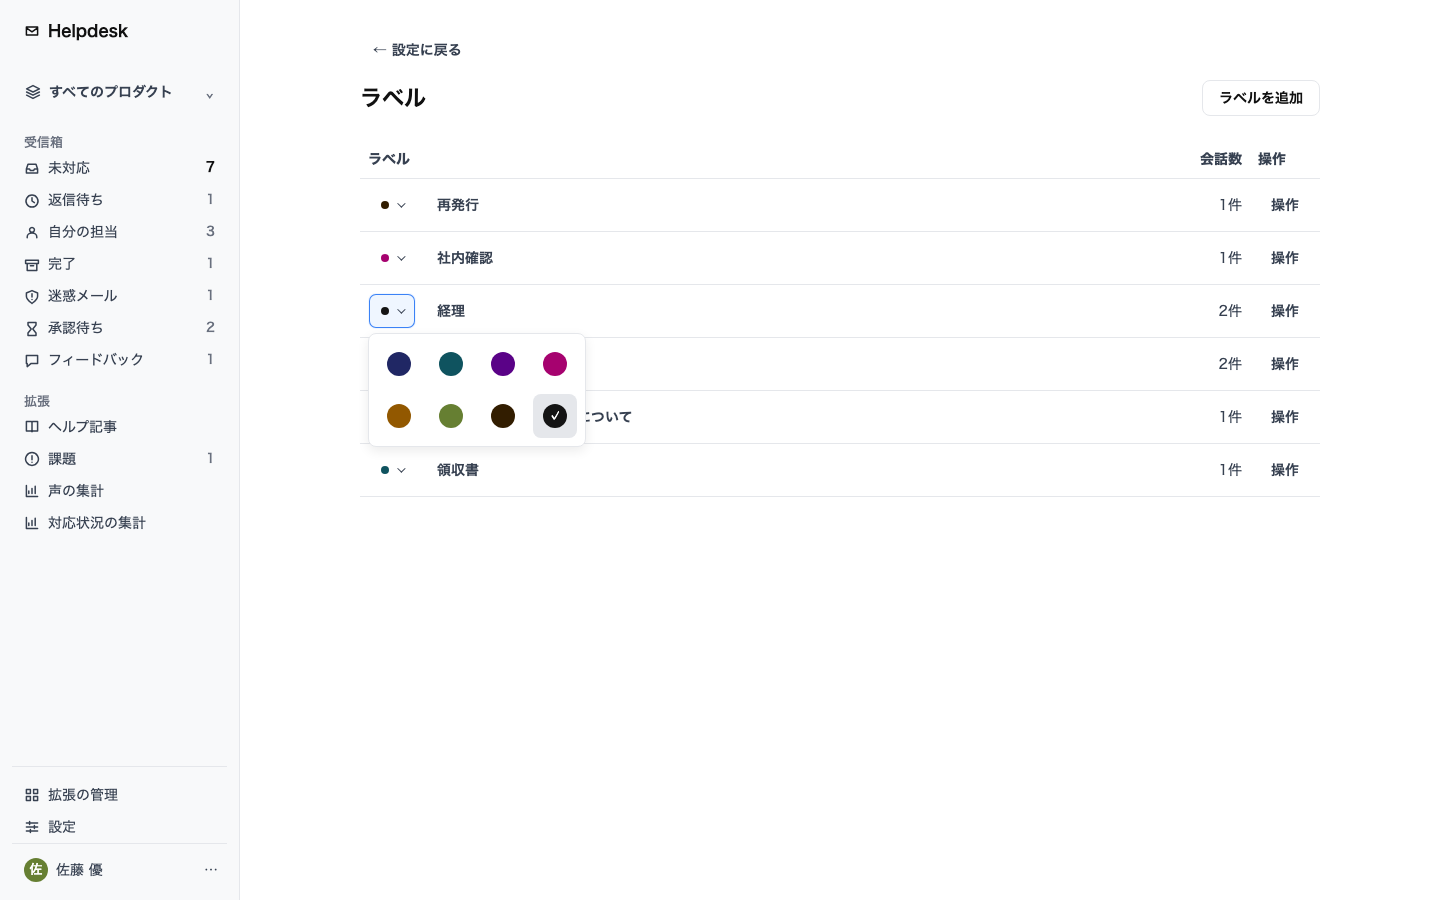 Helpdesk
すべてのプロダクト
受信箱
未対応 7
返信待ち 1
自分の担当 3
完了 1
迷惑メール 1
承認待ち 2
フィードバック 1
拡張
ヘルプ記事
課題 1
声の集計
対応状況の集計
拡張の管理
設定
佐 佐藤 優 …
← 設定に戻る
ラベル
ラベルを追加
ラベル 会話数 操作
再発行 1件 操作
社内確認 1件 操作
経理 2件 操作
2件 操作
について 1件 操作
領収書 1件 操作